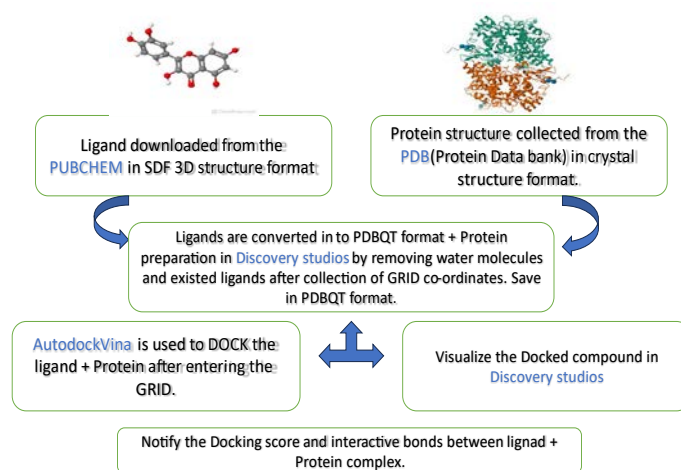 Ligand downloaded from the
PUBCHEM in SDF 3D structure format
Protein structure collected from the
PDB(Protein Data bank) in crystal
structure format.
Ligands are converted in to PDBQT format + Protein
preparation in Discovery studios by removing water molecules
and existed ligands after collection of GRID co-ordinates. Save
in PDBQT format.
AutodockVina is used to DOCK the
ligand + Protein after entering the
GRID.
Visualize the Docked compound in
Discovery studios
Notify the Docking score and interactive bonds between lignad +
Protein complex.